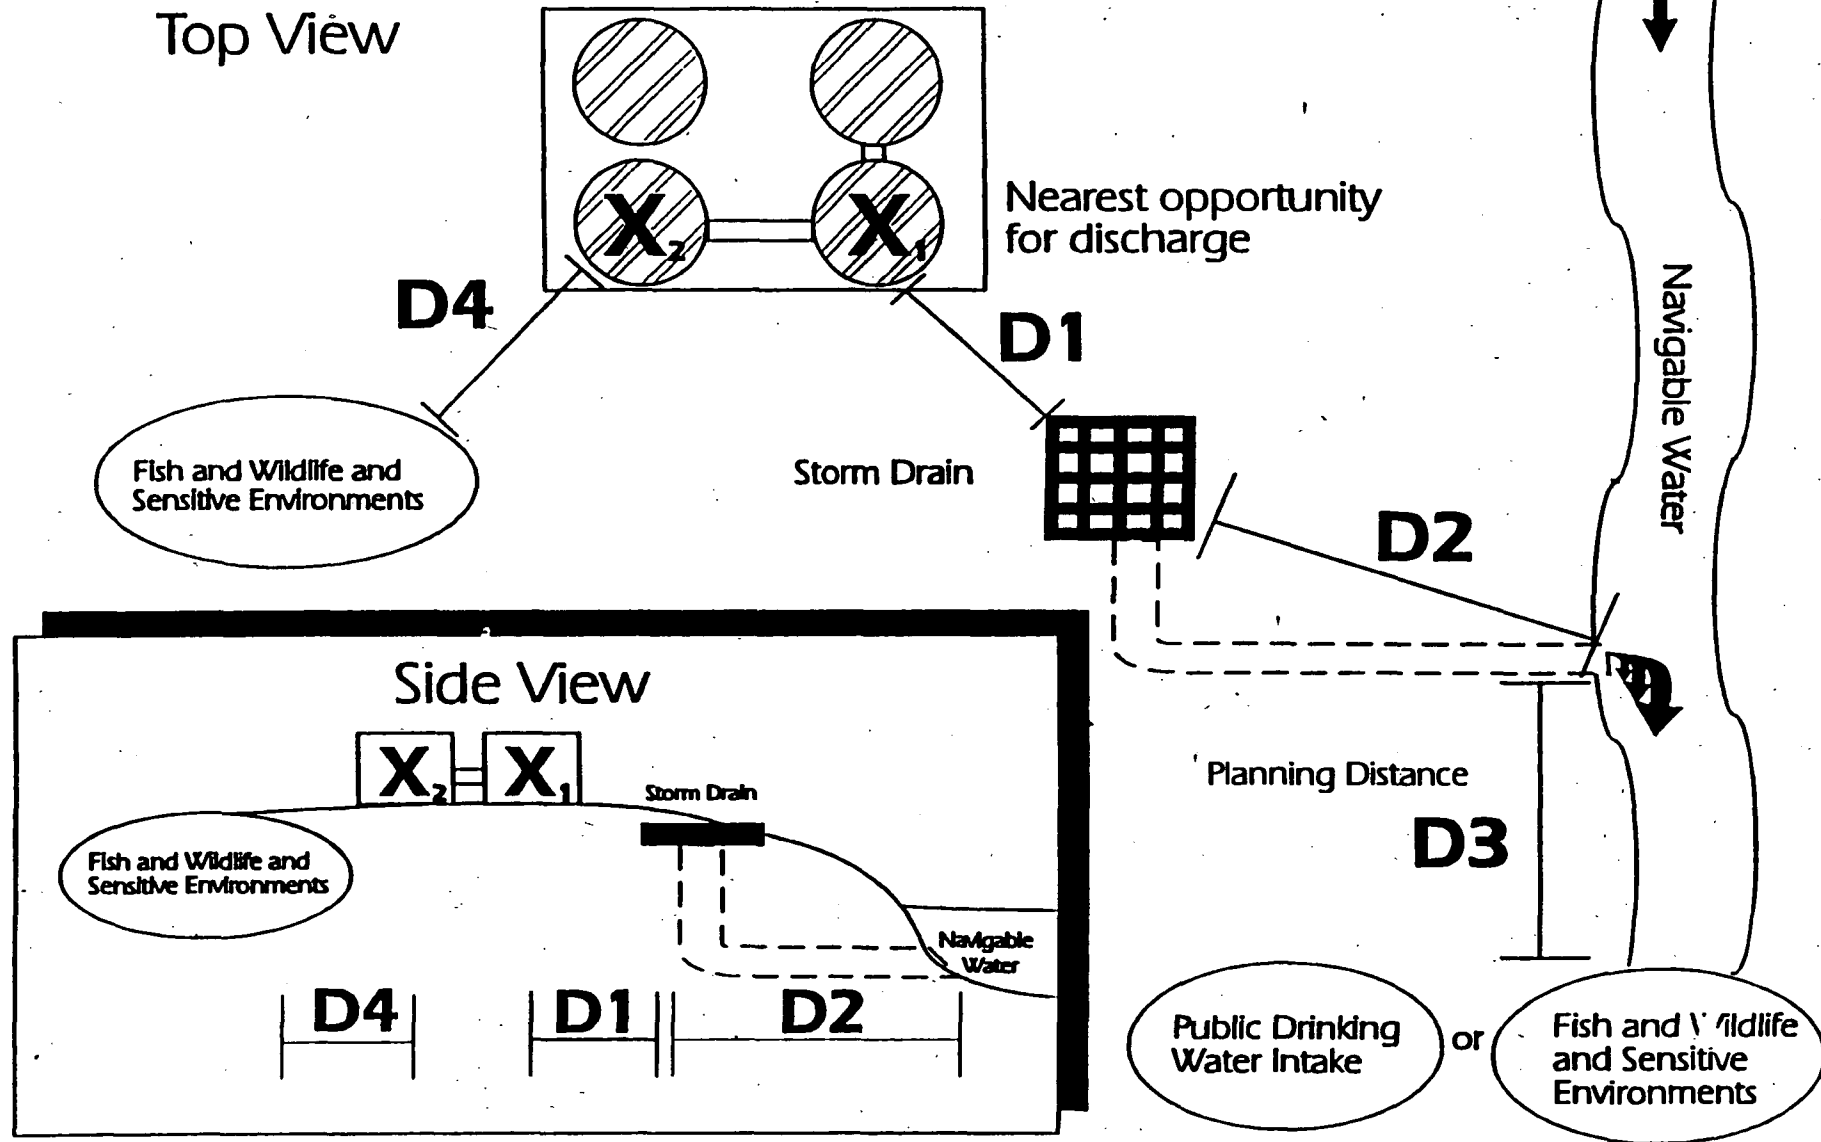 Top View
X2
X1
Nearest opportunity
for discharge
D4
D1
Navigable Water
Fish and Wildlife and
Sensitive Environments
Storm Drain
D2
Side View
X2
X1
Storm Drain
Planning Distance
D3
Fish and Wildlife and
Sensitive Environments
Navigable
Water
D4
D1
D2
Public Drinking
Water Intake
or
Fish and Wildlife
and Sensitive
Environments